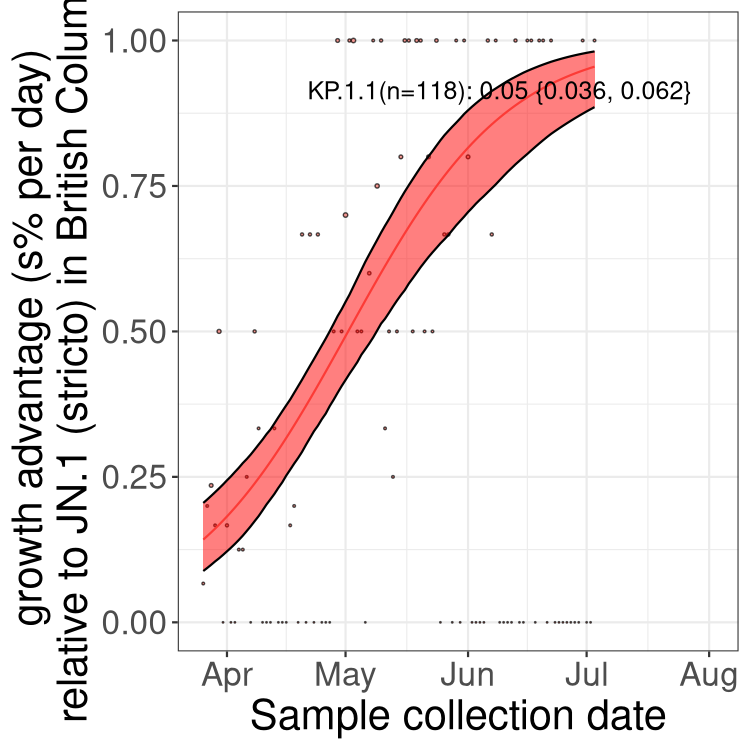 growth advantage (s% per day)
relative to JN.1 (stricto) in British Colum
1.00
0.75
0.50
0.25
0.00
KP.1.1(n=118): 0.05 {0.036, 0.062}
Apr May Jun Jul Aug
Sample collection date